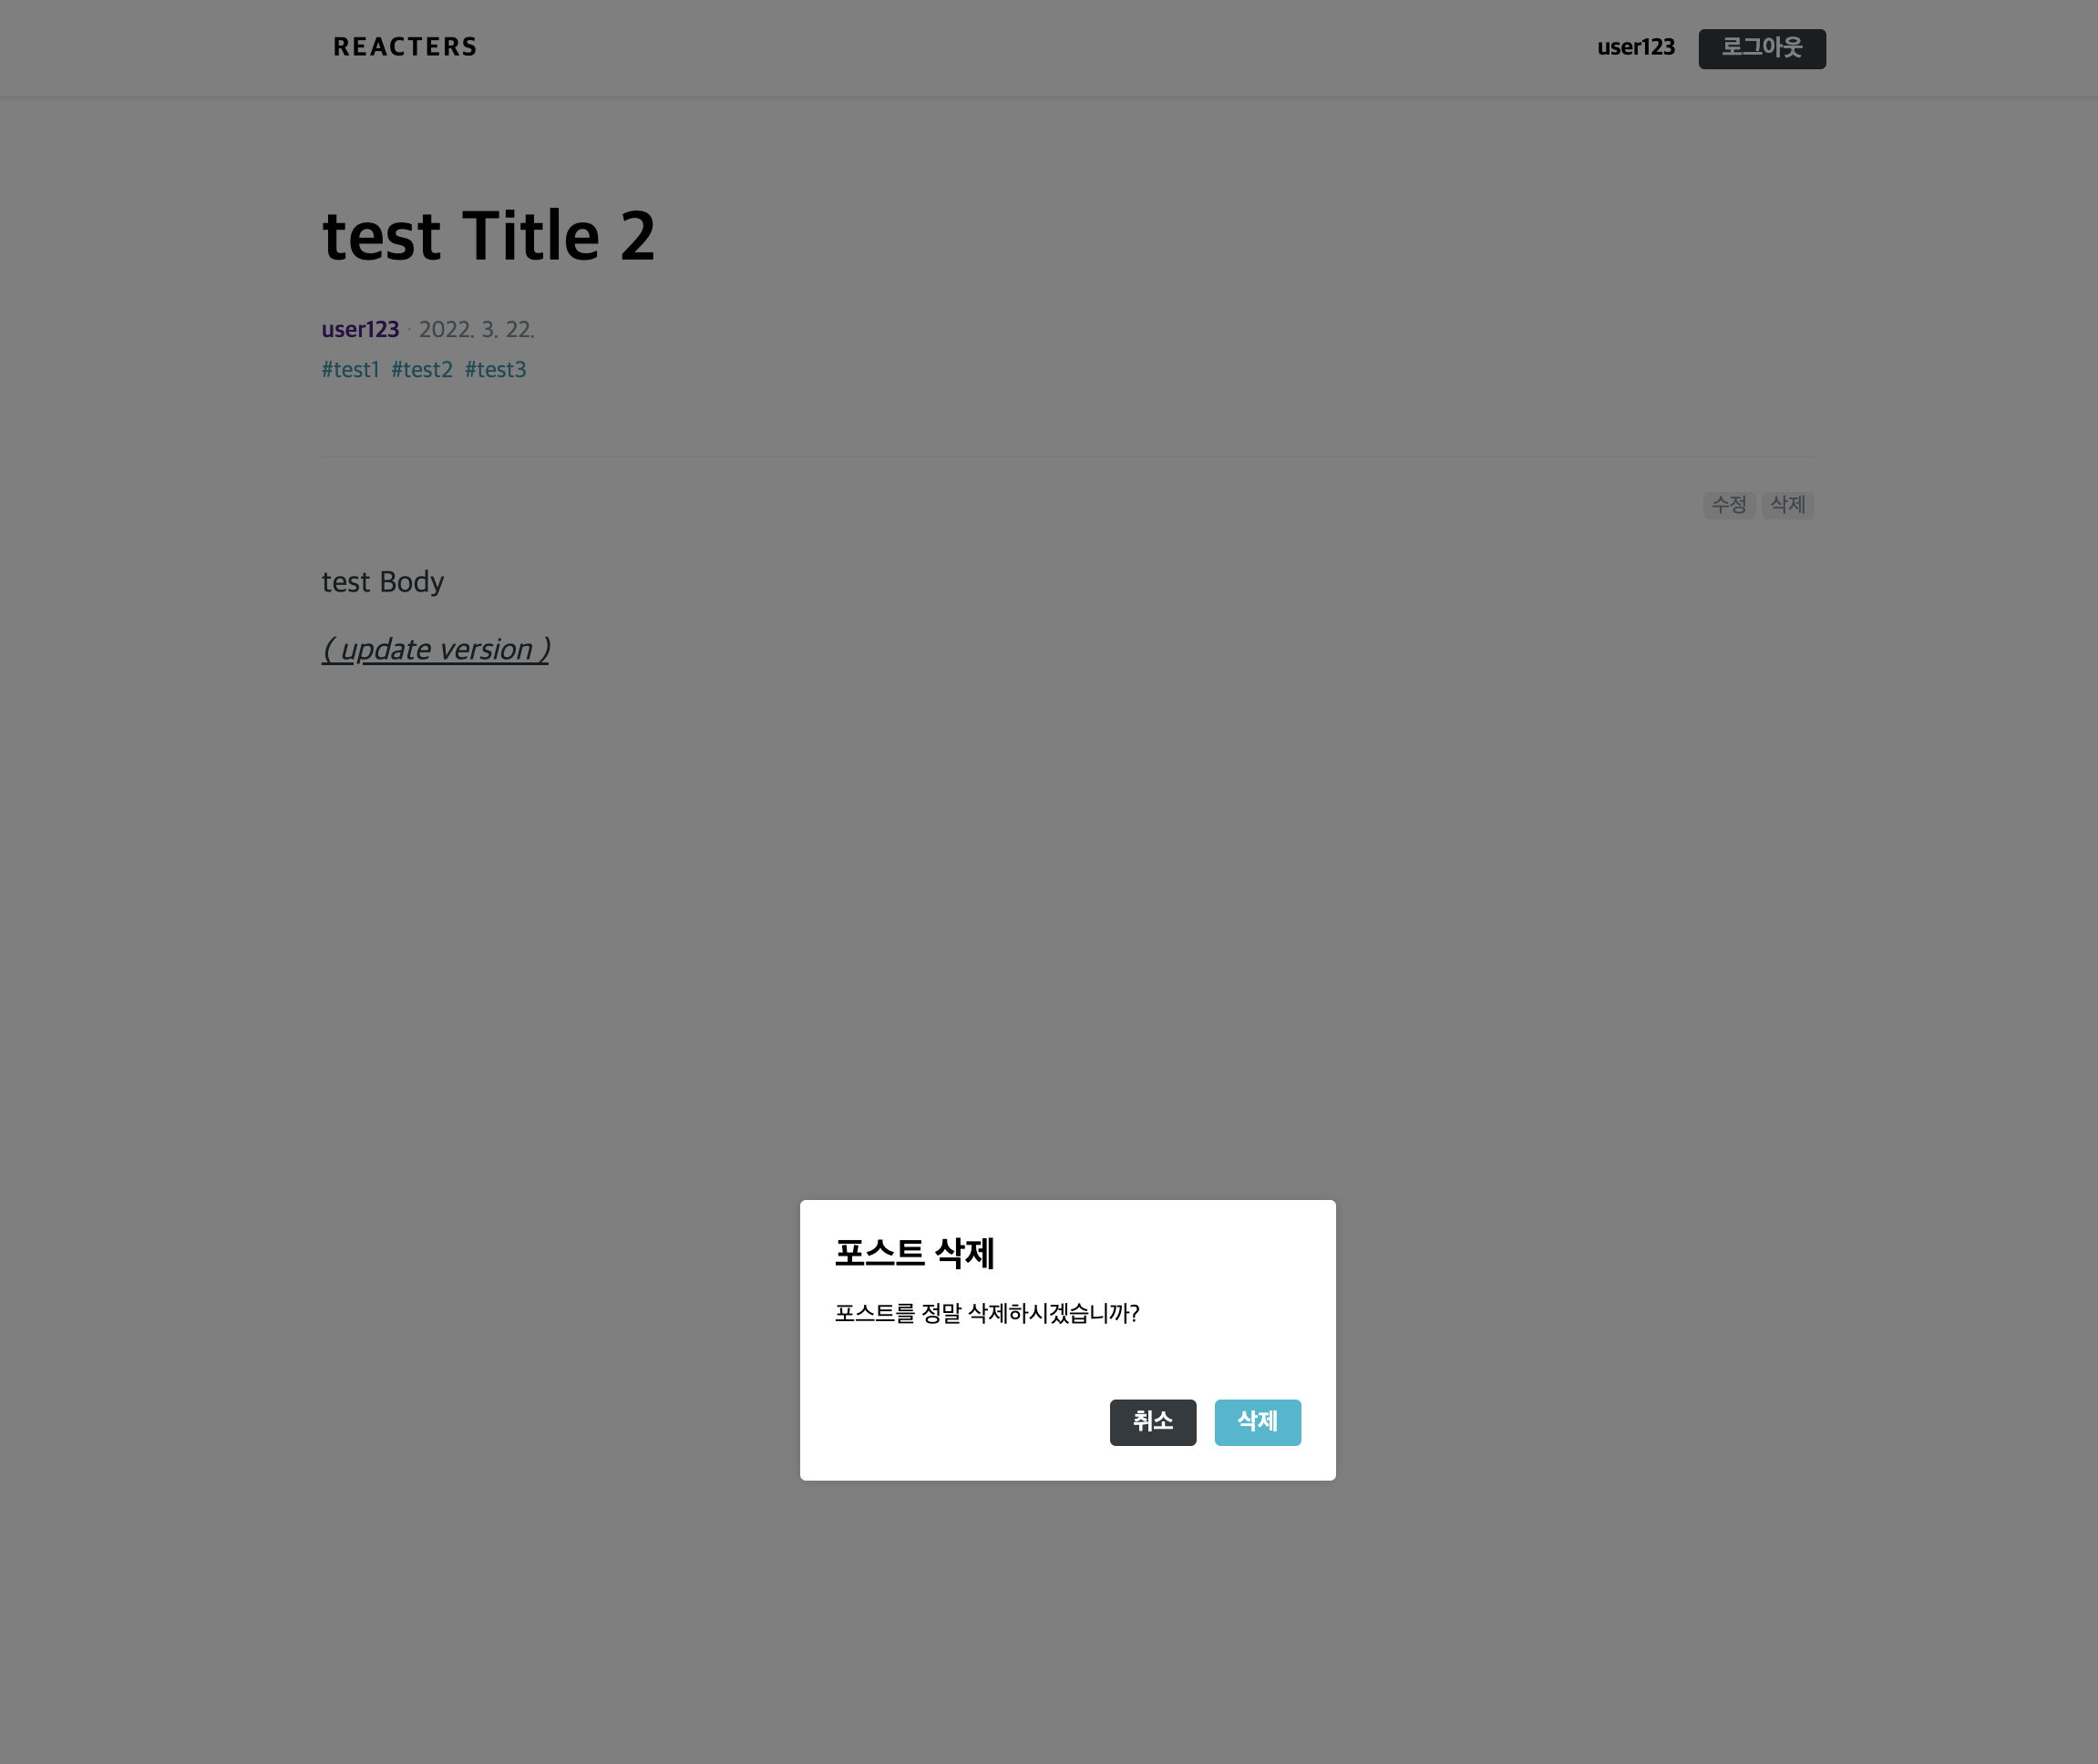 REACTERS
user123 로그아웃
test Title 2
user123 · 2022. 3. 22.
#test1 #test2 #test3
수정 삭제
test Body
( update version )
포스트 삭제
포스트를 정말 삭제하시겠습니까?
취소 삭제